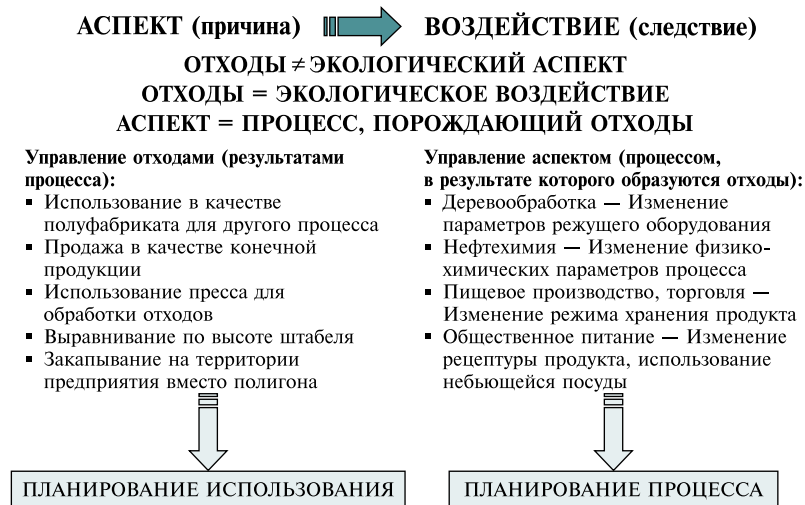 АСПЕКТ (причина) ВОЗДЕЙСТВИЕ (следствие)
ОТХОДЫ ≠ ЭКОЛОГИЧЕСКИЙ АСПЕКТ
ОТХОДЫ = ЭКОЛОГИЧЕСКОЕ ВОЗДЕЙСТВИЕ
АСПЕКТ = ПРОЦЕСС, ПОРОЖДАЮЩИЙ ОТХОДЫ
Управление отходами (результатами
процесса):
▪ Использование в качестве
полуфабриката для другого процесса
▪ Продажа в качестве конечной
продукции
▪ Использование пресса для
обработки отходов
▪ Выравнивание по высоте штабеля
▪ Закапывание на территории
предприятия вместо полигона
ПЛАНИРОВАНИЕ ИСПОЛЬЗОВАНИЯ
Управление аспектом (процессом,
в результате которого образуются отходы):
▪ Деревообработка — Изменение
параметров режущего оборудования
▪ Нефтехимия — Изменение физико-
химических параметров процесса
▪ Пищевое производство, торговля —
Изменение режима хранения продукта
▪ Общественное питание — Изменение
рецептуры продукта, использование
небьющейся посуды
ПЛАНИРОВАНИЕ ПРОЦЕССА